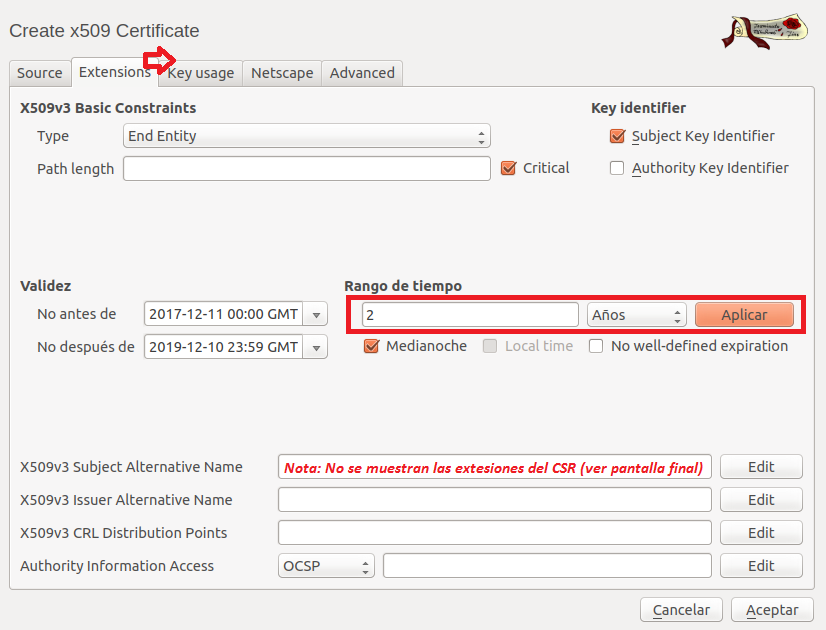 Create x509 Certificate
Source Extensions Key usage Netscape Advanced
X509v3 Basic Constraints Key identifier
Type End Entity Subject Key Identifier
Path length Critical Authority Key Identifier
Validez Rango de tiempo
No antes de 2017-12-11 00:00 GMT 2 Años Aplicar
No después de 2019-12-10 23:59 GMT Medianoche Local time No well-defined expiration
X509v3 Subject Alternative Name Nota: No se muestran las extesiones del CSR (ver pantalla final) Edit
X509v3 Issuer Alternative Name Edit
X509v3 CRL Distribution Points Edit
Authority Information Access OCSP Edit
Cancelar Aceptar